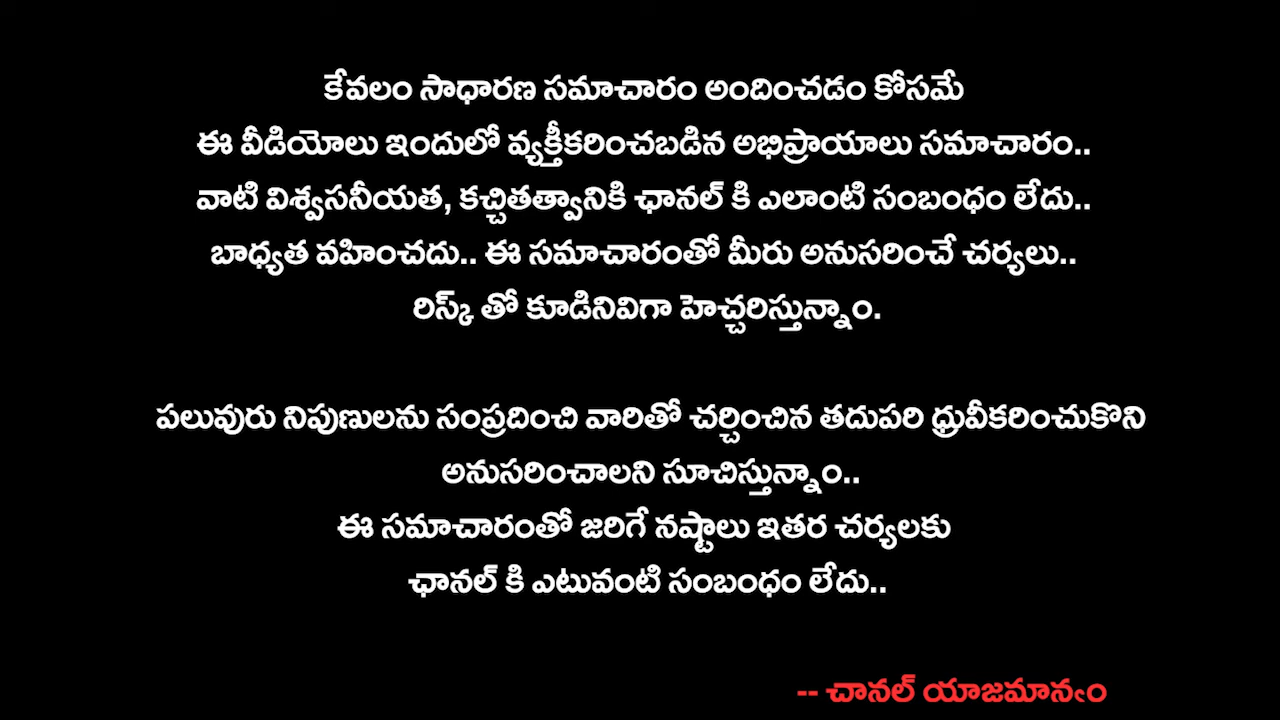 కేవలం సాధారణ సమాచారం అందించడం కోసమే
ఈ వీడియోలు ఇందులో వ్యక్తీకరించబడిన అభిప్రాయాలు సమాచారం..
వాటి విశ్వసనీయత, కచ్చితత్వానికి ఛానల్ కి ఎలాంటి సంబంధం లేదు..
బాధ్యత వహించదు.. ఈ సమాచారంతో మీరు అనుసరించే చర్యలు..
రిస్క్ తో కూడినివిగా హెచ్చరిస్తున్నాం.
పలువురు నిపుణులను సంప్రదించి వారితో చర్చించిన తదుపరి ధ్రువీకరించుకొని
అనుసరించాలని సూచిస్తున్నాం..
ఈ సమాచారంతో జరిగే నష్టాలు ఇతర చర్యలకు
ఛానల్ కి ఎటువంటి సంబంధం లేదు..
-- చానల్ యాజమాన్యం